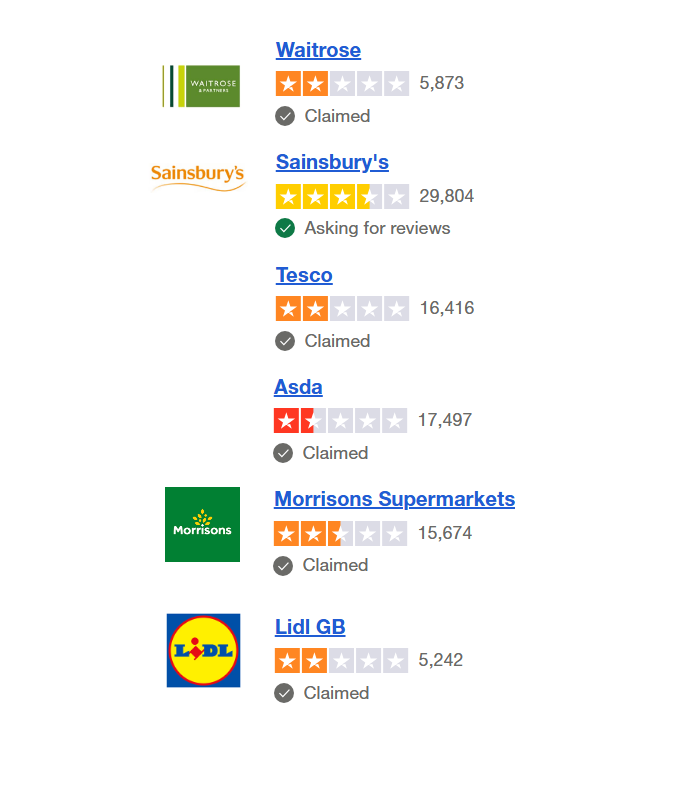 Waitrose
WAITROSE
& PARTNERS
5,873
Claimed
Sainsbury's
Sainsbury's
29,804
Asking for reviews
Tesco
16,416
Claimed
Asda
17,497
Claimed
Morrisons Supermarkets
Morrisons
15,674
Claimed
Lidl GB
LIDL
5,242
Claimed